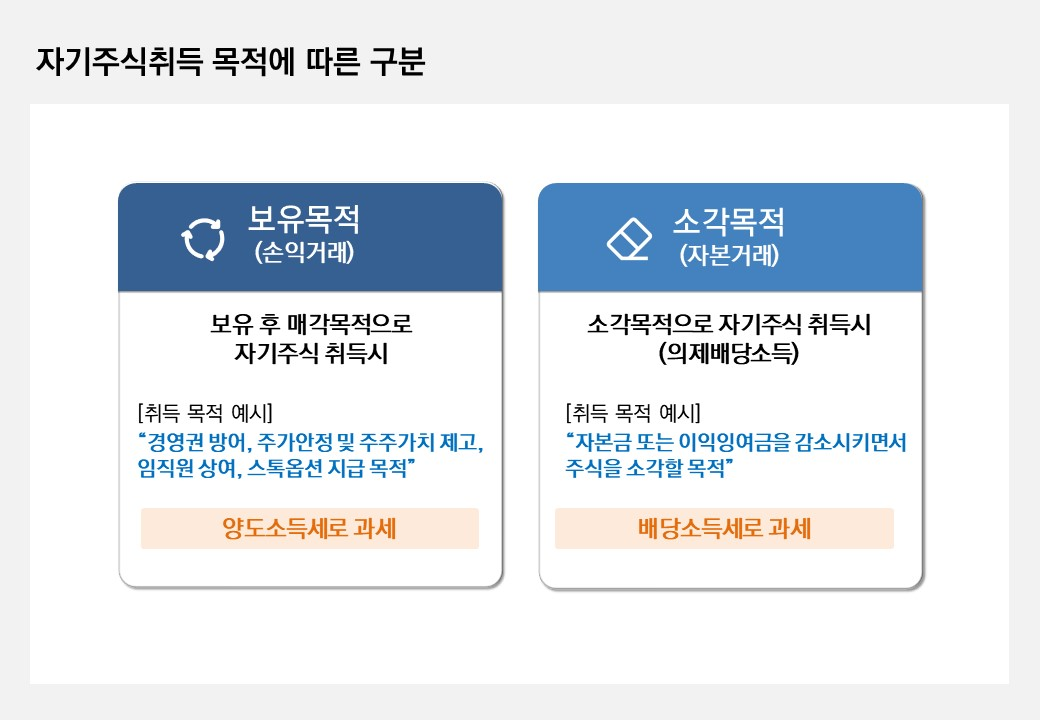 자기주식취득 목적에 따른 구분
보유목적
(손익거래)
보유 후 매각목적으로
자기주식 취득시
[취득 목적 예시]
“경영권 방어, 주가안정 및 주주가치 제고,
임직원 상여, 스톡옵션 지급 목적”
양도소득세로 과세
소각목적
(자본거래)
소각목적으로 자기주식 취득시
(의제배당소득)
[취득 목적 예시]
“자본금 또는 이익잉여금을 감소시키면서
주식을 소각할 목적”
배당소득세로 과세